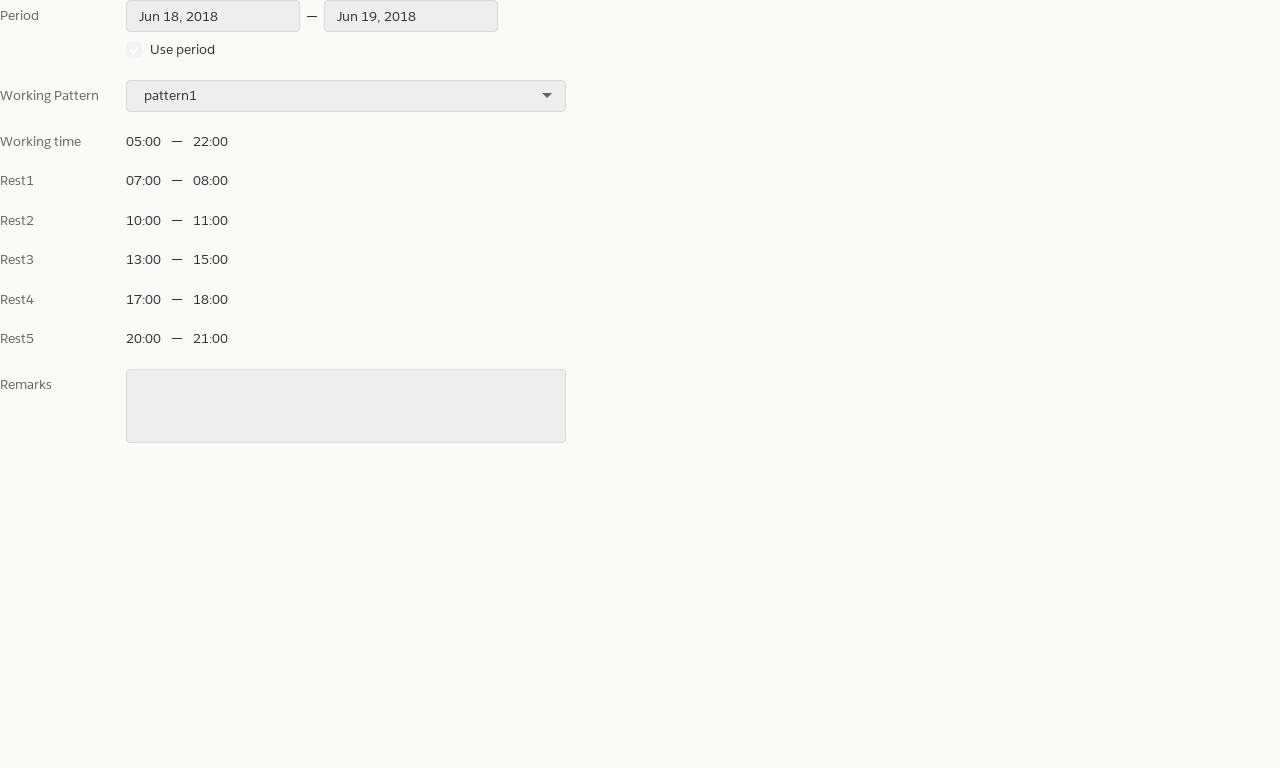 Period Jun 18, 2018 — Jun 19, 2018
Use period
Working Pattern pattern1
Working time 05:00 — 22:00
Rest1 07:00 — 08:00
Rest2 10:00 — 11:00
Rest3 13:00 — 15:00
Rest4 17:00 — 18:00
Rest5 20:00 — 21:00
Remarks